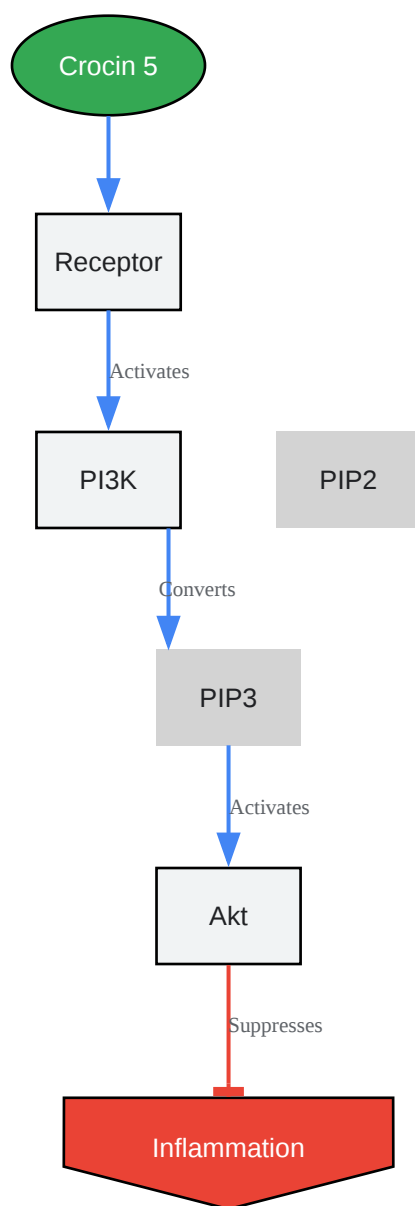 Crocin 5
Receptor
Activates
PI3K
PIP2
Converts
PIP3
Activates
Akt
Suppresses
Inflammation